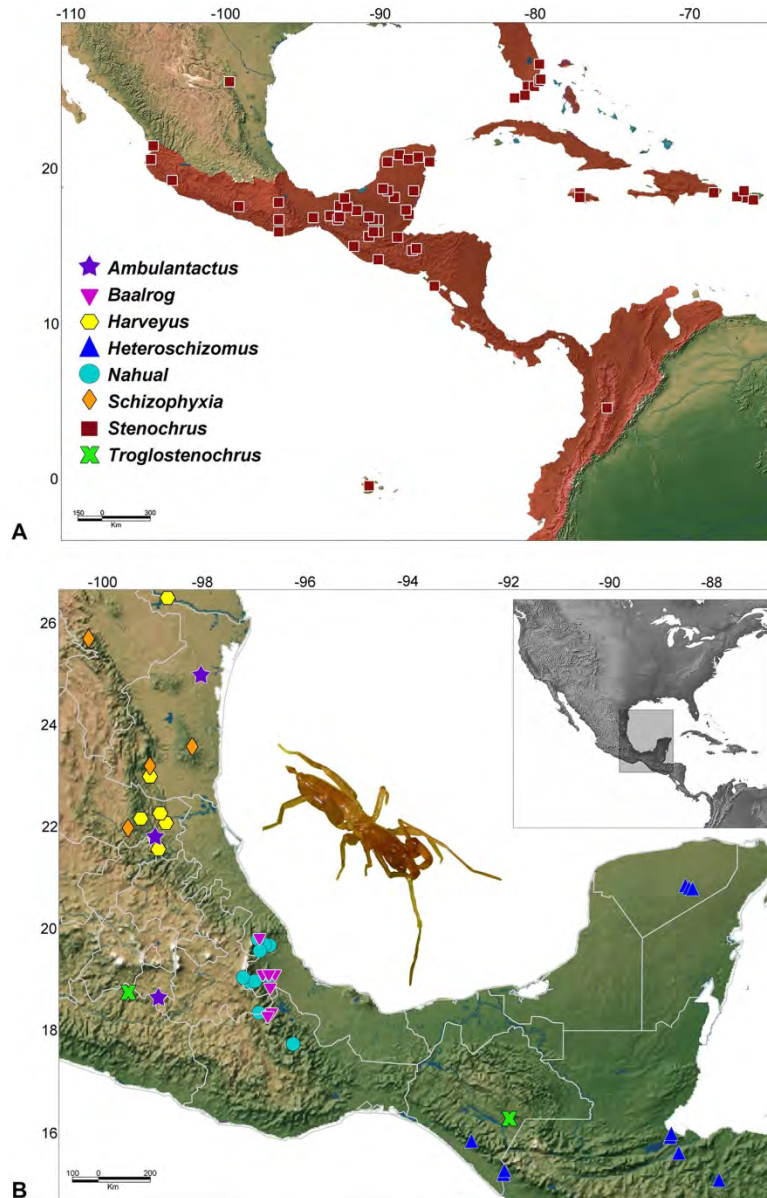 -110 -100 -90 -80 -70
20
10
0
Ambulantactus
Baalrog
Harveyus
Heteroschizomus
Nahual
Schizophyxia
Stenochrus
Troglostenochrus
150 0 300
Km
A
-100 -98 -96 -94 -92 -90 -88
26
24
22
20
18
16
100 0 200
Km
B